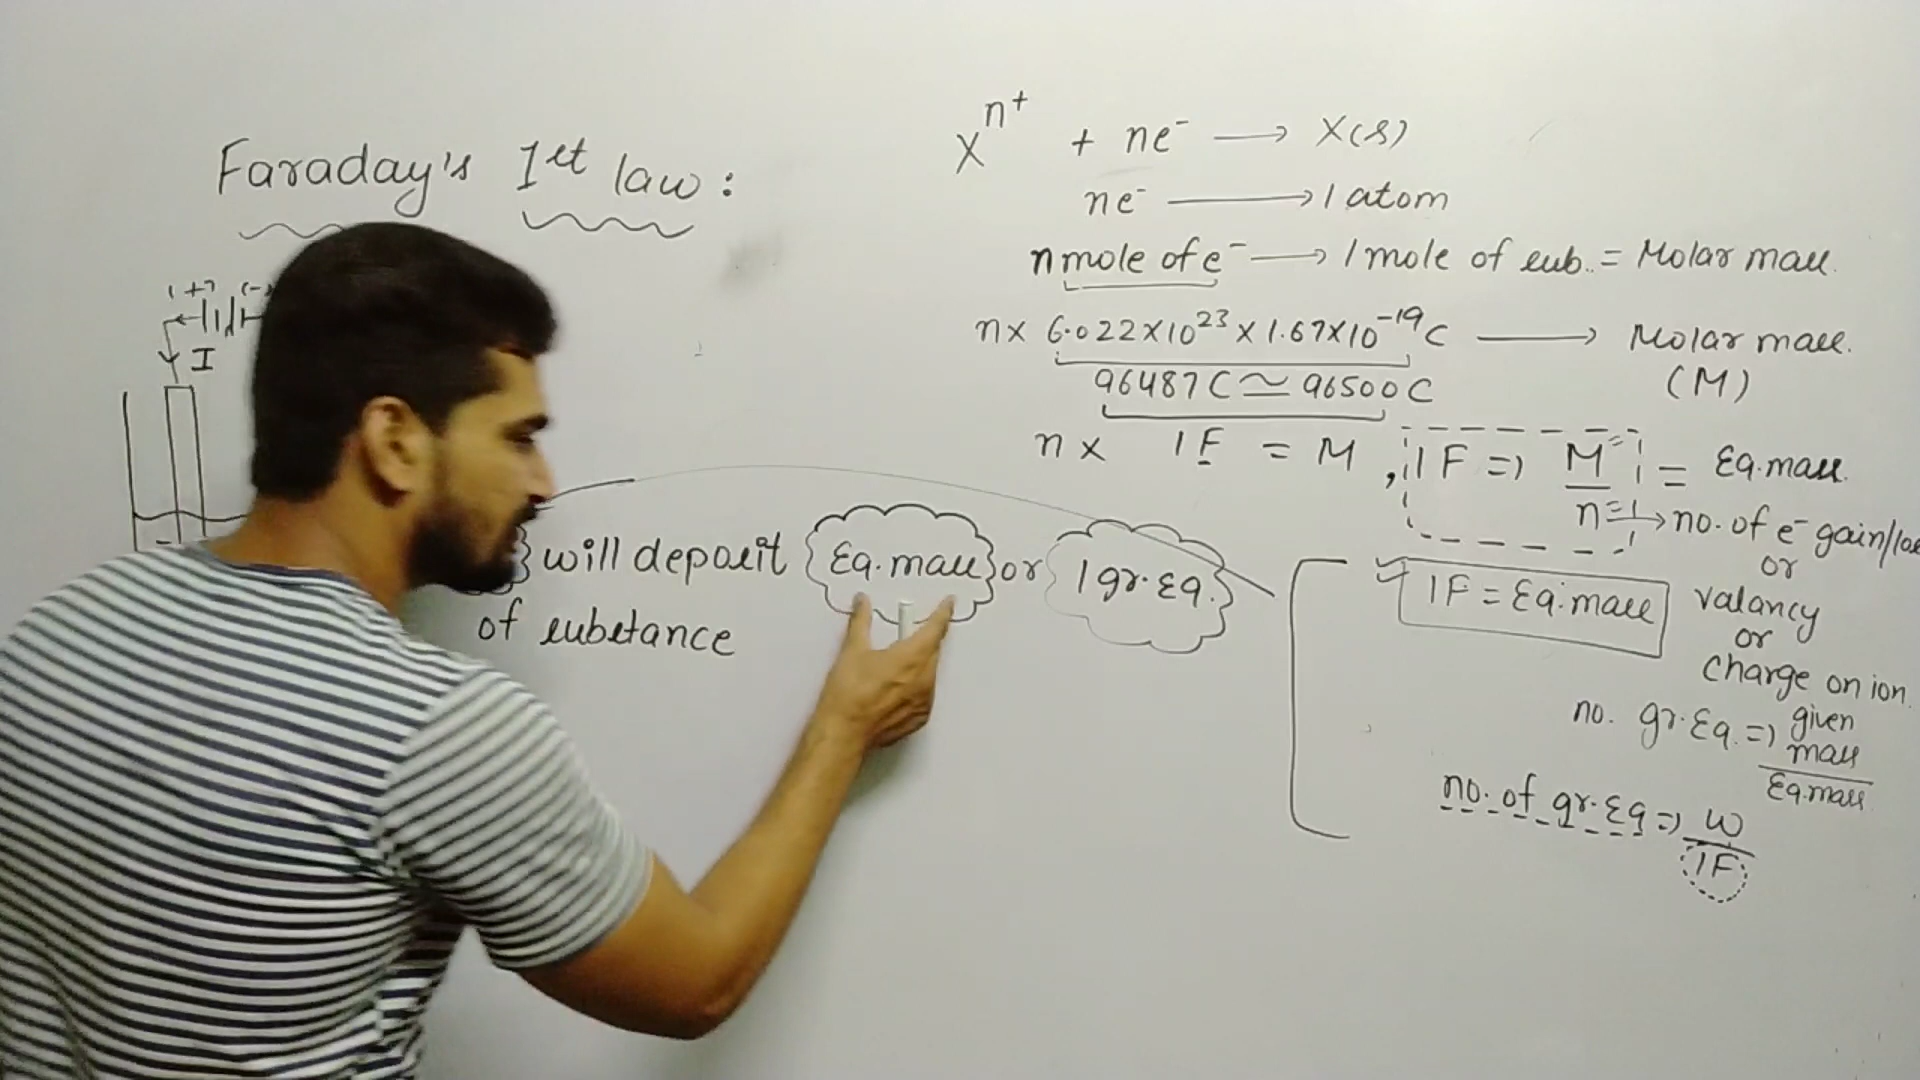 Faraday's 1st law:
(+) (-)
I
will deposit Eq. mass or 1 gr. Eq.
of substance
Xⁿ⁺ + ne⁻ → X(s)
ne⁻ → 1 atom
n mole of e⁻ → 1 mole of sub. = Molar mass.
n × 6.022×10²³ × 1.67×10⁻¹⁹ C → Molar mass.
96487 C ≃ 96500 C (M)
n × 1F = M , 1F ⇒ M/n = Eq. mass.
→ no. of e⁻ gain/los
or
1F = Eq. mass valancy
or
charge on ion.
no. gr. Eq. ⇒ given mass / Eq. mass
no. of gr. Eq ⇒ W / 1F